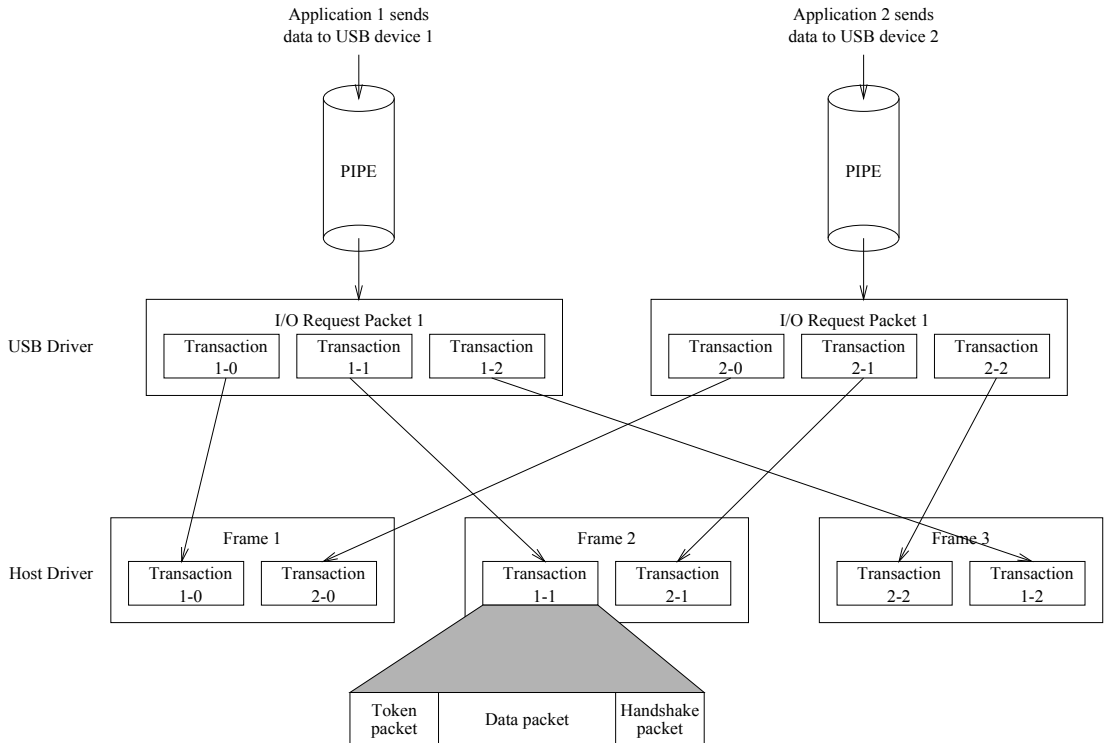 Application 1 sends
data to USB device 1
Application 2 sends
data to USB device 2
PIPE
PIPE
I/O Request Packet 1
I/O Request Packet 1
USB Driver
Transaction
1-0
Transaction
1-1
Transaction
1-2
Transaction
2-0
Transaction
2-1
Transaction
2-2
Frame 1
Frame 2
Frame 3
Host Driver
Transaction
1-0
Transaction
2-0
Transaction
1-1
Transaction
2-1
Transaction
2-2
Transaction
1-2
Token
packet
Data packet
Handshake
packet